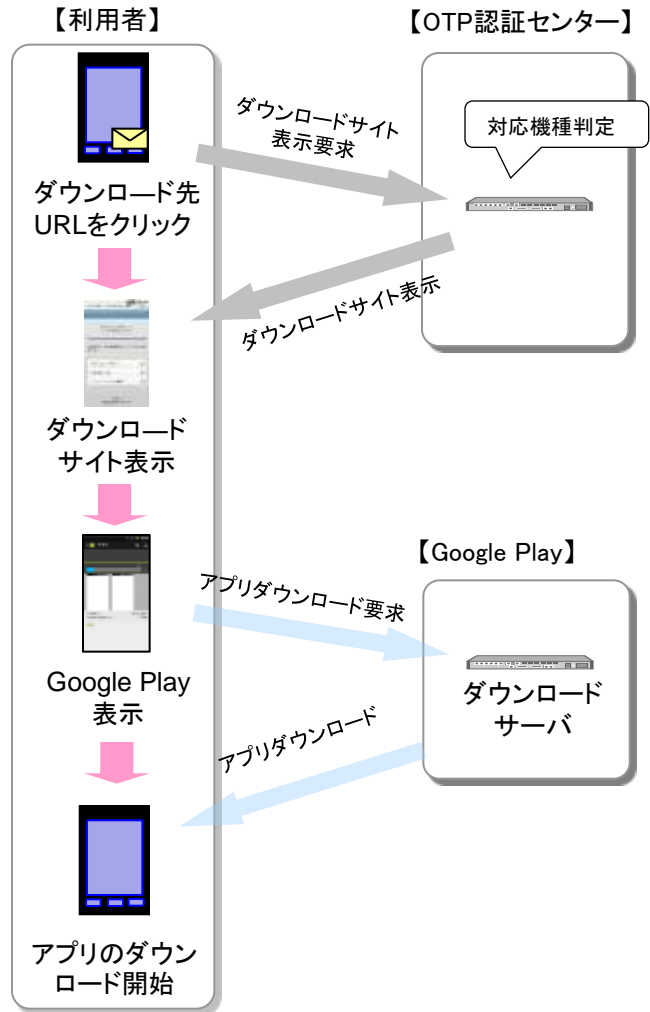 【利用者】
【OTP認証センター】
ダウンロードサイト
表示要求
対応機種判定
ダウンロ―ド先
URLをクリック
ダウンロードサイト表示
ダウンロ―ド
サイト表示
【Google Play】
アプリダウンロード要求
Google Play
表示
ダウンロード
サーバ
アプリダウンロード
アプリのダウン
ロード開始